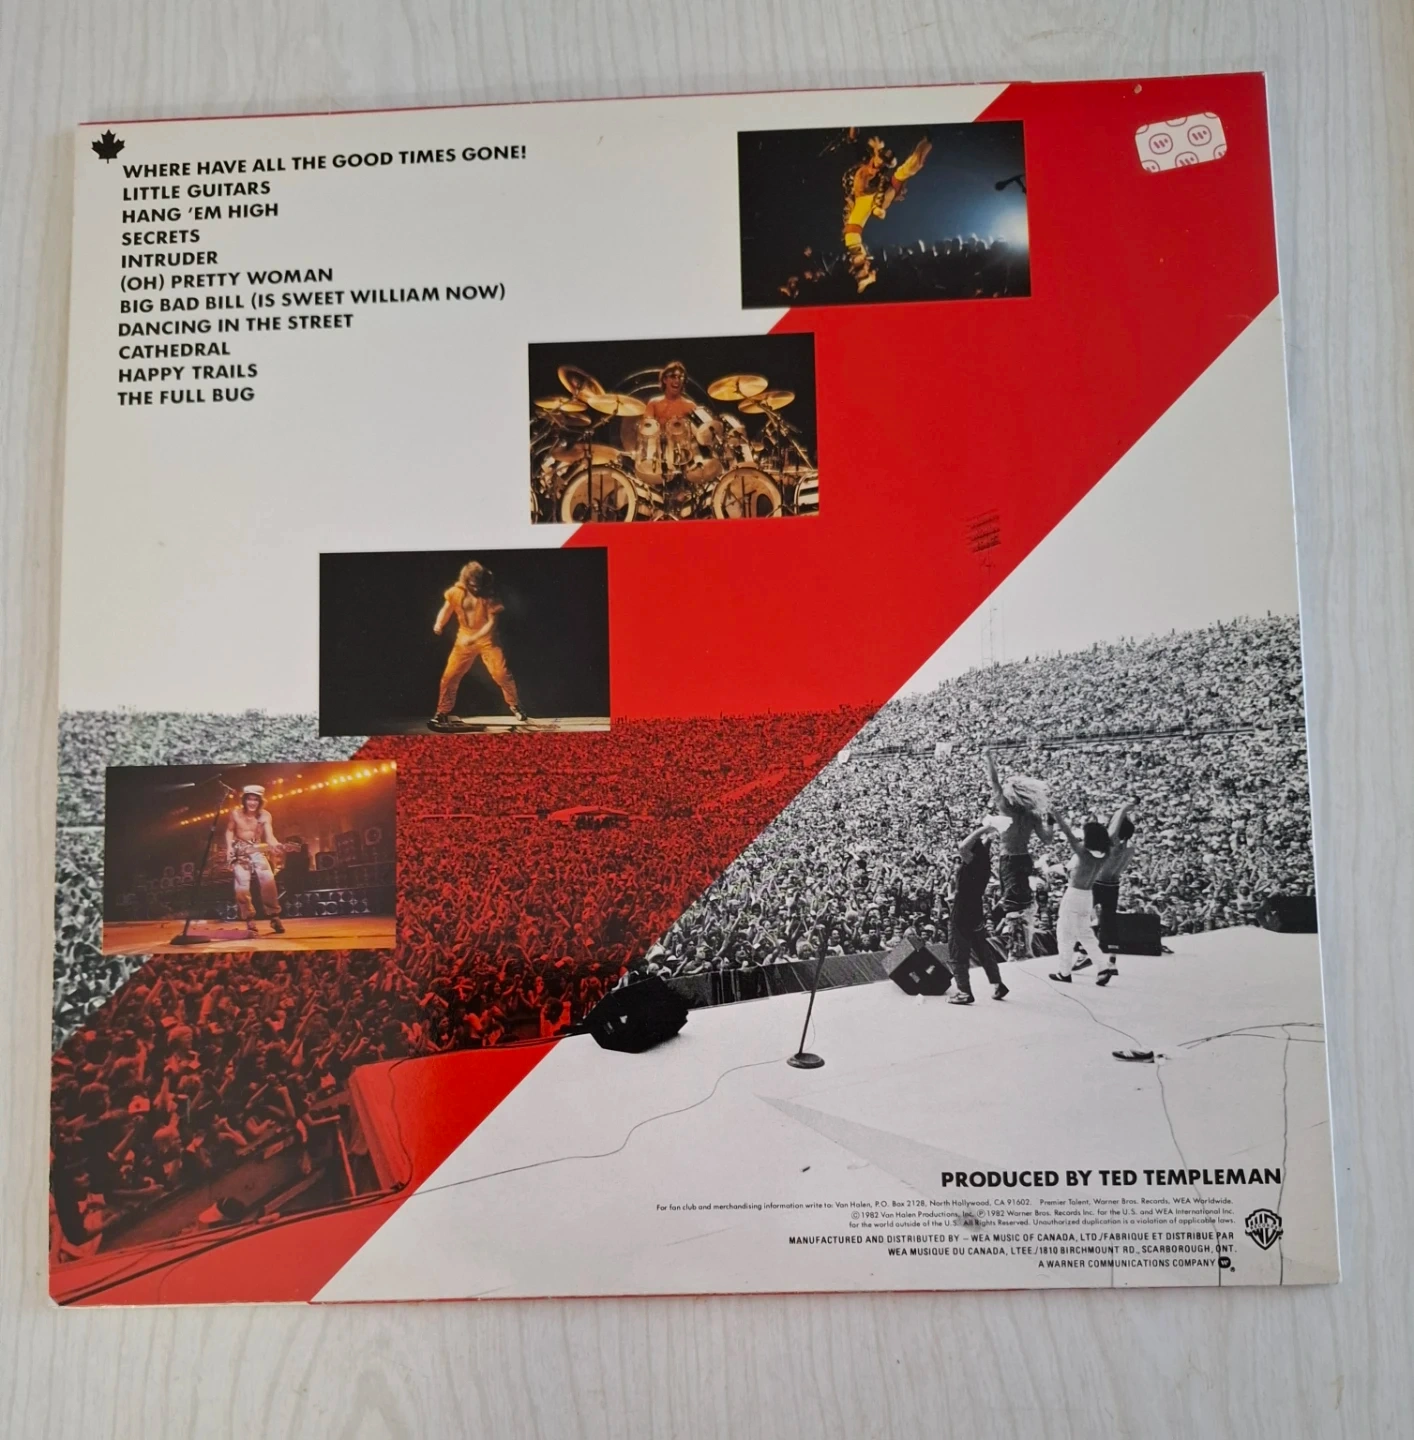 WHERE HAVE ALL THE GOOD TIMES GONE!
LITTLE GUITARS
HANG 'EM HIGH
SECRETS
INTRUDER
(OH) PRETTY WOMAN
BIG BAD BILL (IS SWEET WILLIAM NOW)
DANCING IN THE STREET
CATHEDRAL
HAPPY TRAILS
THE FULL BUG
PRODUCED BY TED TEMPLEMAN
For fan club and merchandising information write to: Van Halen, P.O. Box 2128, North Hollywood, CA 91602. Premier Talent, Warner Bros. Records, WEA Worldwide.
©1982 Van Halen Productions, Inc. ℗1982 Warner Bros. Records Inc. for the U.S. and WEA International Inc.
for the world outside of the U.S. All Rights Reserved. Unauthorized duplication is a violation of applicable laws.
MANUFACTURED AND DISTRIBUTED BY – WEA MUSIC OF CANADA, LTD./FABRIQUE ET DISTRIBUE PAR
WEA MUSIQUE DU CANADA, LTEE./1810 BIRCHMOUNT RD., SCARBOROUGH, ONT.
A WARNER COMMUNICATIONS COMPANY